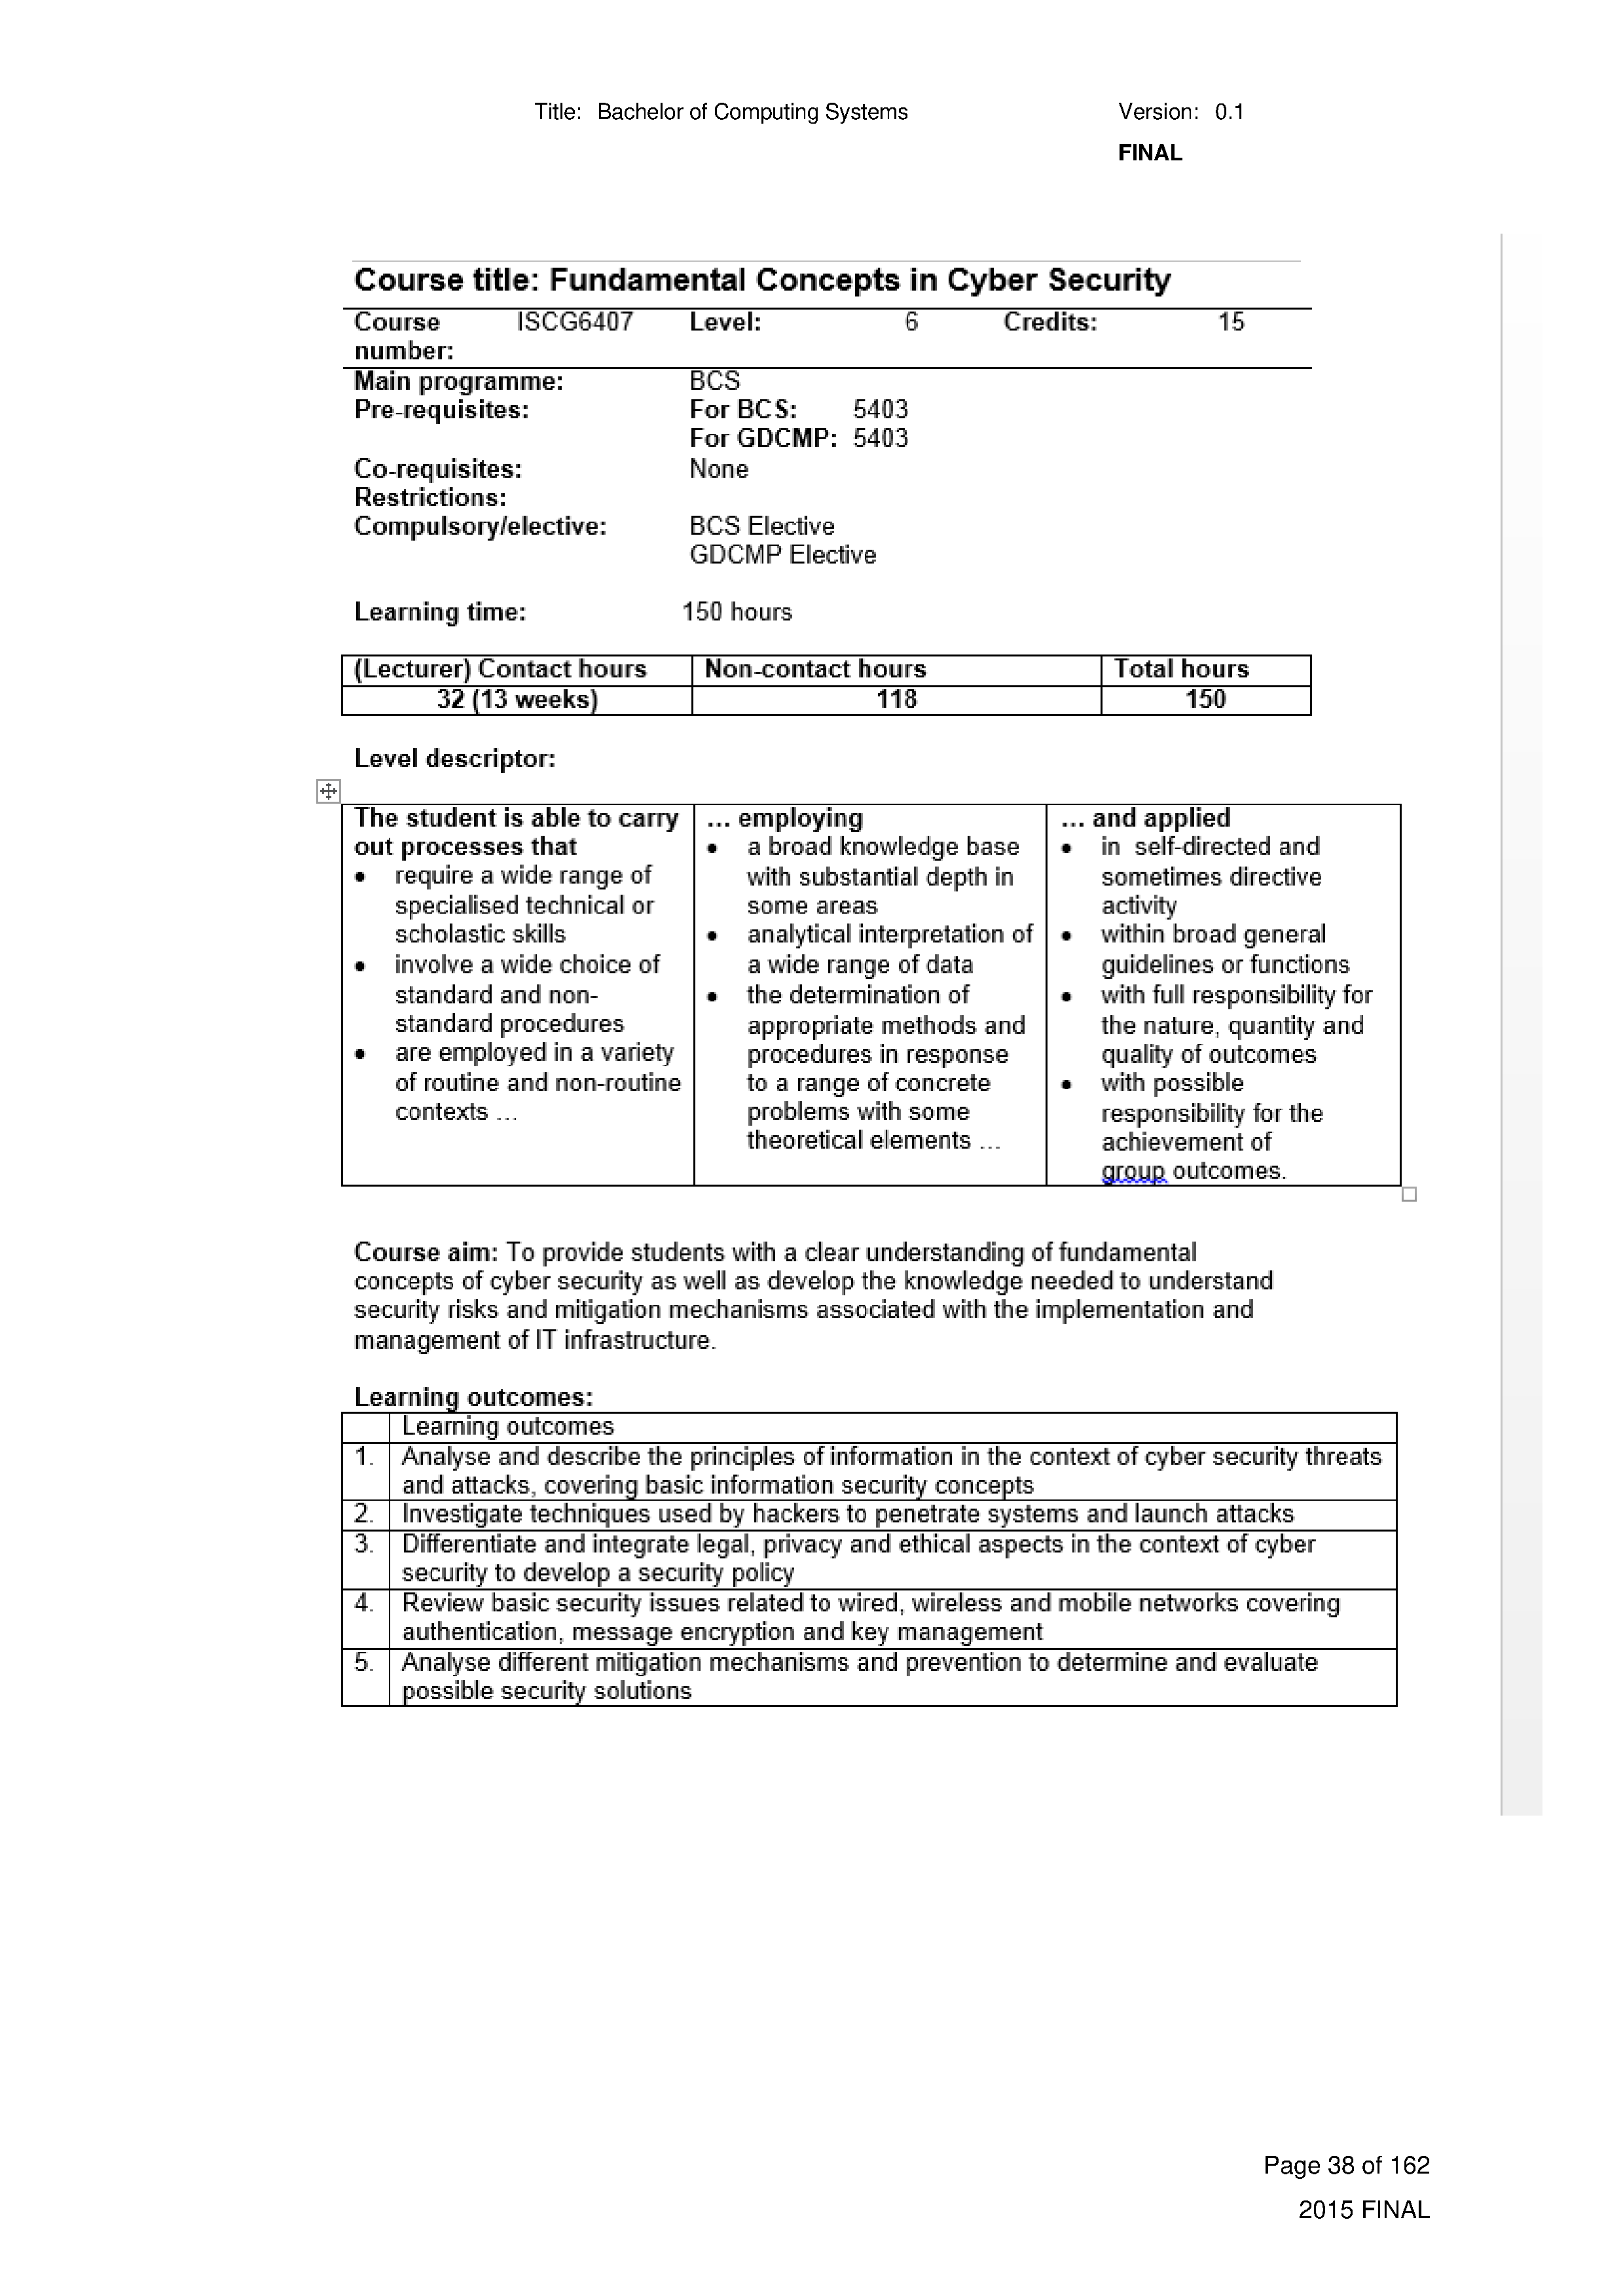 Title: Bachelor of Computing Systems Version: 0.1
FINAL
Course title: Fundamental Concepts in Cyber Security
Course number: ISCG6407 Level: 6 Credits: 15
Main programme: BCS
Pre-requisites: For BCS: 5403
For GDCMP: 5403
Co-requisites: None
Restrictions:
Compulsory/elective: BCS Elective
GDCMP Elective
Learning time: 150 hours
(Lecturer) Contact hours Non-contact hours Total hours
32 (13 weeks) 118 150
Level descriptor:
The student is able to carry
out processes that
• require a wide range of
specialised technical or
scholastic skills
• involve a wide choice of
standard and non-
standard procedures
• are employed in a variety
of routine and non-routine
contexts ...
... employing
• a broad knowledge base
with substantial depth in
some areas
• analytical interpretation of
a wide range of data
• the determination of
appropriate methods and
procedures in response
to a range of concrete
problems with some
theoretical elements ...
... and applied
• in self-directed and
sometimes directive
activity
• within broad general
guidelines or functions
• with full responsibility for
the nature, quantity and
quality of outcomes
• with possible
responsibility for the
achievement of
group outcomes.
Course aim: To provide students with a clear understanding of fundamental
concepts of cyber security as well as develop the knowledge needed to understand
security risks and mitigation mechanisms associated with the implementation and
management of IT infrastructure.
Learning outcomes:
Learning outcomes
1. Analyse and describe the principles of information in the context of cyber security threats
and attacks, covering basic information security concepts
2. Investigate techniques used by hackers to penetrate systems and launch attacks
3. Differentiate and integrate legal, privacy and ethical aspects in the context of cyber
security to develop a security policy
4. Review basic security issues related to wired, wireless and mobile networks covering
authentication, message encryption and key management
5. Analyse different mitigation mechanisms and prevention to determine and evaluate
possible security solutions
Page 38 of 162
2015 FINAL